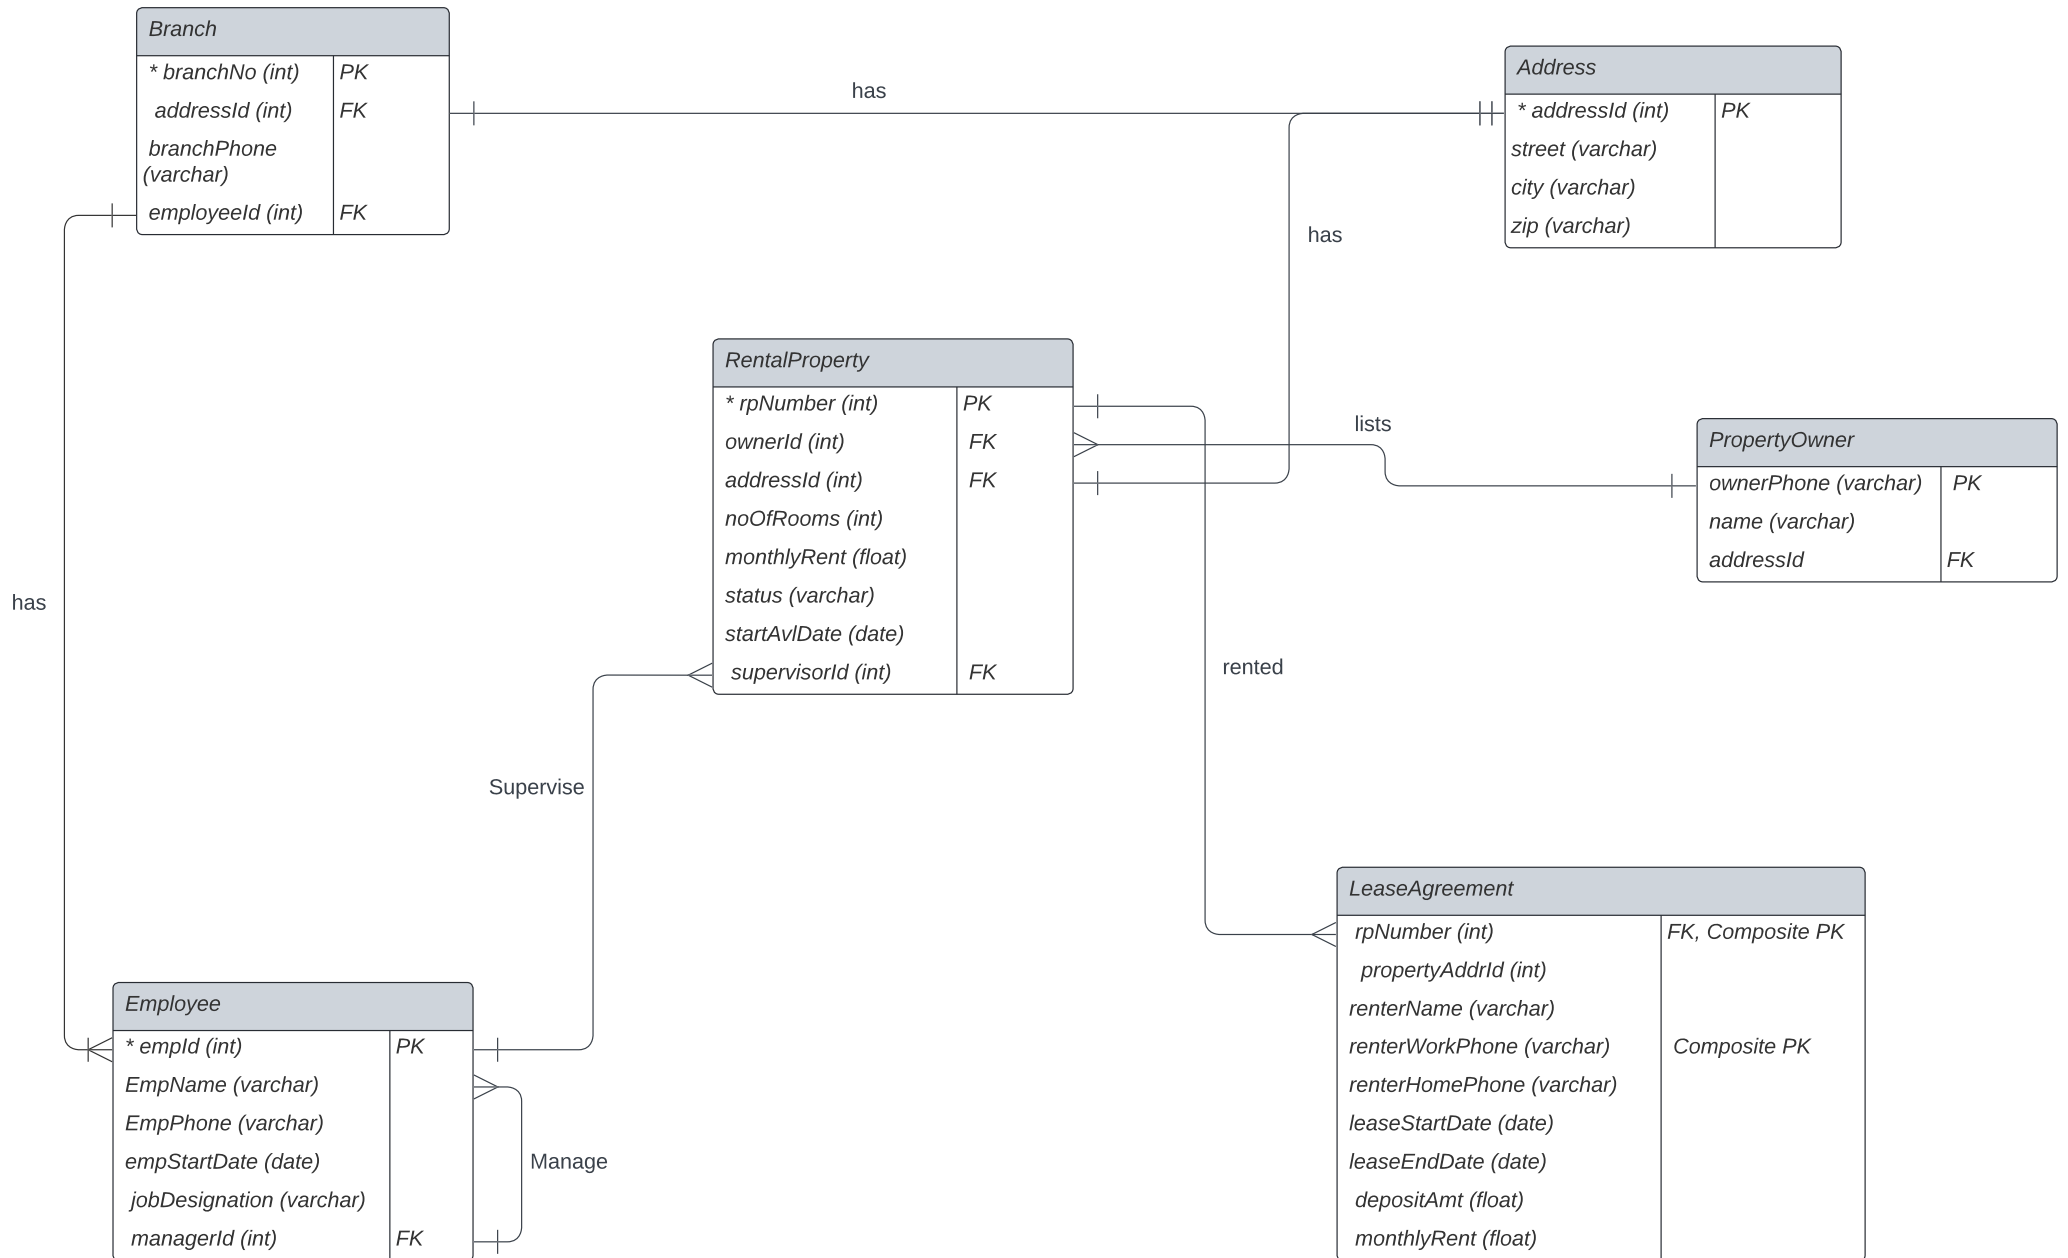 Branch
* branchNo (int) PK
addressId (int) FK
branchPhone
(varchar)
employeeId (int) FK
has
Address
* addressId (int) PK
street (varchar)
city (varchar)
zip (varchar)
has
RentalProperty
* rpNumber (int) PK
ownerId (int) FK
addressId (int) FK
noOfRooms (int)
monthlyRent (float)
status (varchar)
startAvlDate (date)
supervisorId (int) FK
lists
PropertyOwner
ownerPhone (varchar) PK
name (varchar)
addressId FK
has
rented
Supervise
LeaseAgreement
rpNumber (int) FK, Composite PK
propertyAddrId (int)
renterName (varchar)
renterWorkPhone (varchar) Composite PK
renterHomePhone (varchar)
leaseStartDate (date)
leaseEndDate (date)
depositAmt (float)
monthlyRent (float)
Employee
* empId (int) PK
EmpName (varchar)
EmpPhone (varchar)
empStartDate (date)
jobDesignation (varchar)
managerId (int) FK
Manage